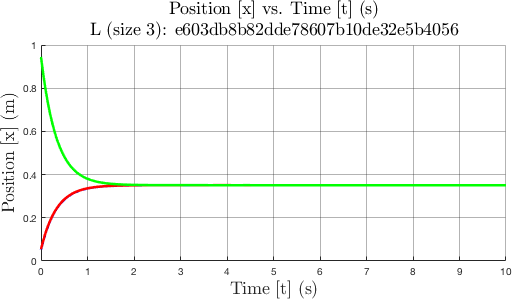 Position [x] vs. Time [t] (s)
L (size 3): e603db8b82dde78607b10de32e5b4056
Position [x] (m)
1
0.8
0.6
0.4
0.2
0
0 1 2 3 4 5 6 7 8 9 10
Time [t] (s)